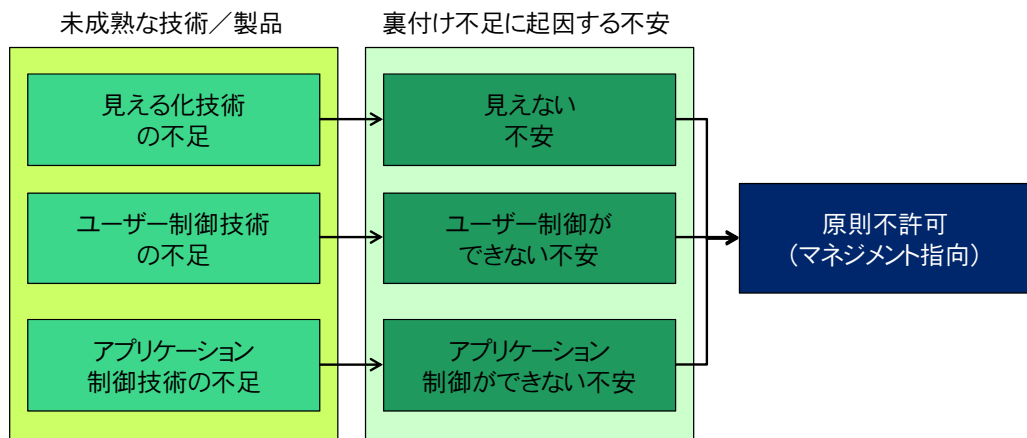 未成熟な技術／製品
裏付け不足に起因する不安
見える化技術
の不足
見えない
不安
ユーザー制御技術
の不足
ユーザー制御が
できない不安
原則不許可
（マネジメント指向）
アプリケーション
制御技術の不足
アプリケーション
制御ができない不安